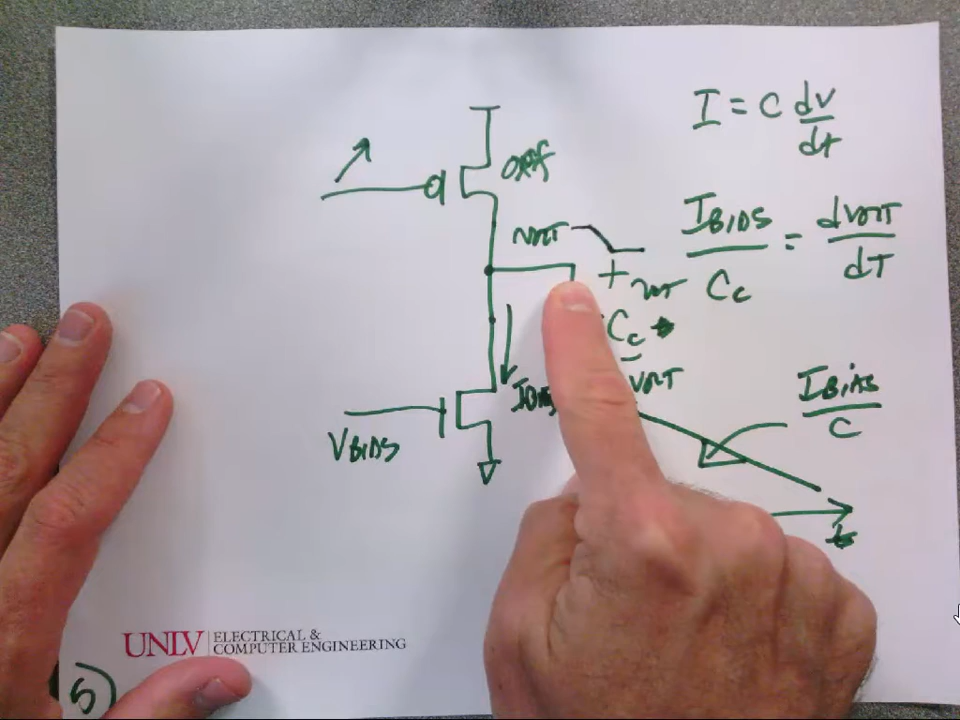 I = C dV/dt
OFF
VOUT
IBIAS/CC = dVOUT/dT
+
VOUT
CC
VOUT
IBIAS/C
VBIAS
t
UNLV | ELECTRICAL &
COMPUTER ENGINEERING
5